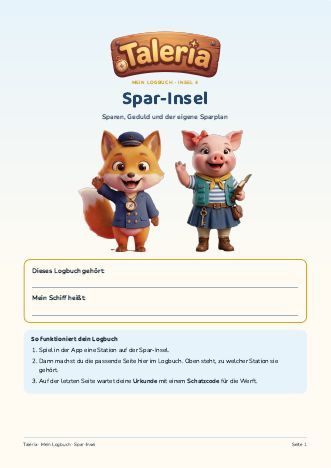 Taleria
MEIN LOGBUCH · INSEL 3
Spar-Insel
Sparen, Geduld und der eigene Sparplan
Dieses Logbuch gehört:
Mein Schiff heißt:
So funktioniert dein Logbuch
1. Spiel in der App eine Station auf der Spar-Insel.
2. Dann machst du die passende Seite hier im Logbuch. Oben steht, zu welcher Station sie
gehört.
3. Auf der letzten Seite wartet deine Urkunde mit einem Schatzcode für die Werft.
Taleria · Mein Logbuch · Spar-Insel
Seite 1